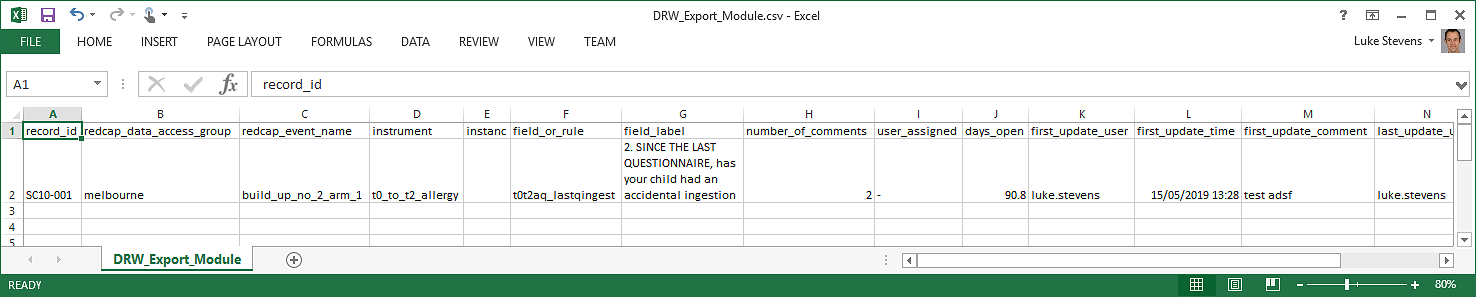 DRW_Export_Module.csv - Excel
FILE HOME INSERT PAGE LAYOUT FORMULAS DATA REVIEW VIEW TEAM Luke Stevens
A1 fx record_id
A B C D E F G H I J K L M N
1 record_id redcap_data_access_group redcap_event_name instrument instanc field_or_rule field_label number_of_comments user_assigned days_open first_update_user first_update_time first_update_comment last_update_u
2. SINCE THE LAST
QUESTIONNAIRE, has
your child had an
2 SC10-001 melbourne build_up_no_2_arm_1 t0_to_t2_allergy t0t2aq_lastqingest accidental ingestion 2 - 90.8 luke.stevens 15/05/2019 13:28 test adsf luke.stevens
3
4
5
DRW_Export_Module
READY 80%